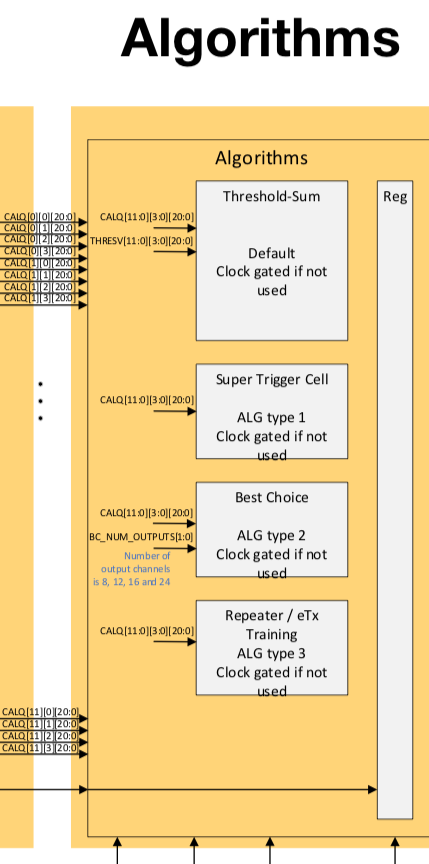 Algorithms
Algorithms
CALQ[0][0][20:0]
CALQ[0][1][20:0]
CALQ[0][2][20:0]
CALQ[0][3][20:0]
CALQ[1][0][20:0]
CALQ[1][1][20:0]
CALQ[1][2][20:0]
CALQ[1][3][20:0]
CALQ[11:0][3:0][20:0]
THRESV[11:0][3:0][20:0]
Threshold-Sum
Default
Clock gated if not
used
Reg
CALQ[11:0][3:0][20:0]
Super Trigger Cell
ALG type 1
Clock gated if not
used
CALQ[11:0][3:0][20:0]
BC_NUM_OUTPUTS[1:0]
Number of
output channels
is 8, 12, 16 and 24
Best Choice
ALG type 2
Clock gated if not
used
CALQ[11:0][3:0][20:0]
Repeater / eTx
Training
ALG type 3
Clock gated if not
used
CALQ[11][0][20:0]
CALQ[11][1][20:0]
CALQ[11][2][20:0]
CALQ[11][3][20:0]